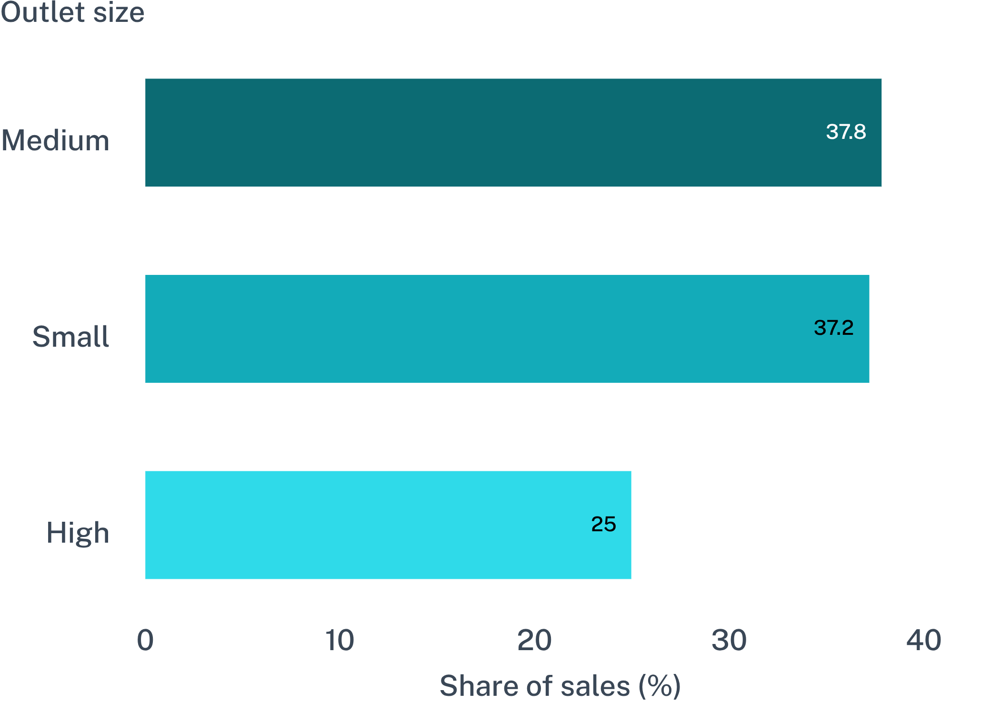 Outlet size
Medium
37.8
Small
37.2
High
25
0 10 20 30 40
Share of sales (%)